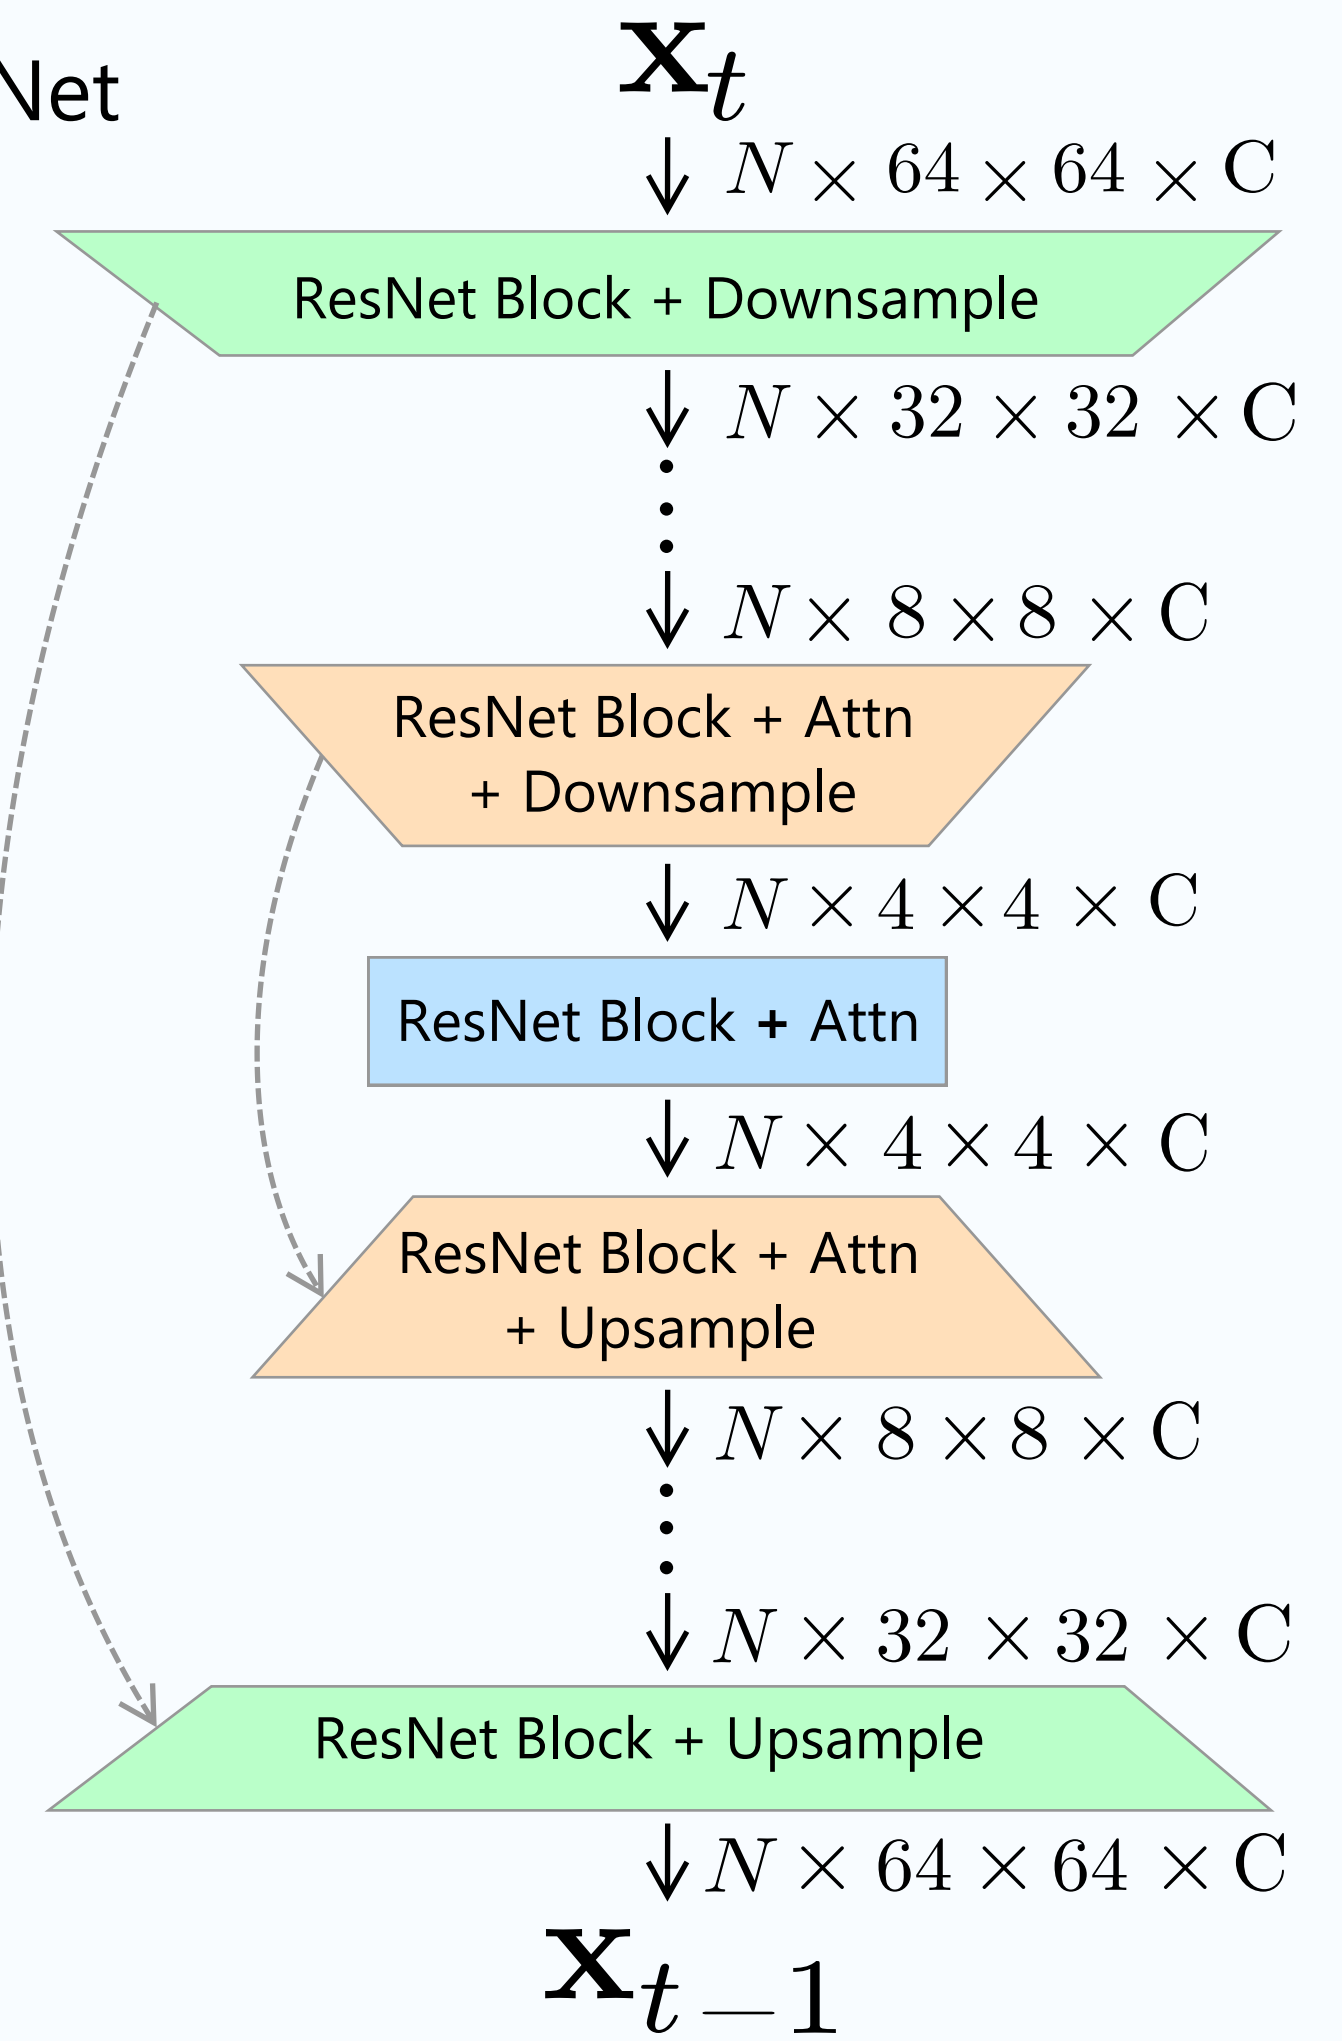 Net
x_t
N × 64 × 64 × C
ResNet Block + Downsample
N × 32 × 32 × C
N × 8 × 8 × C
ResNet Block + Attn
+ Downsample
N × 4 × 4 × C
ResNet Block + Attn
N × 4 × 4 × C
ResNet Block + Attn
+ Upsample
N × 8 × 8 × C
N × 32 × 32 × C
ResNet Block + Upsample
N × 64 × 64 × C
x_{t-1}